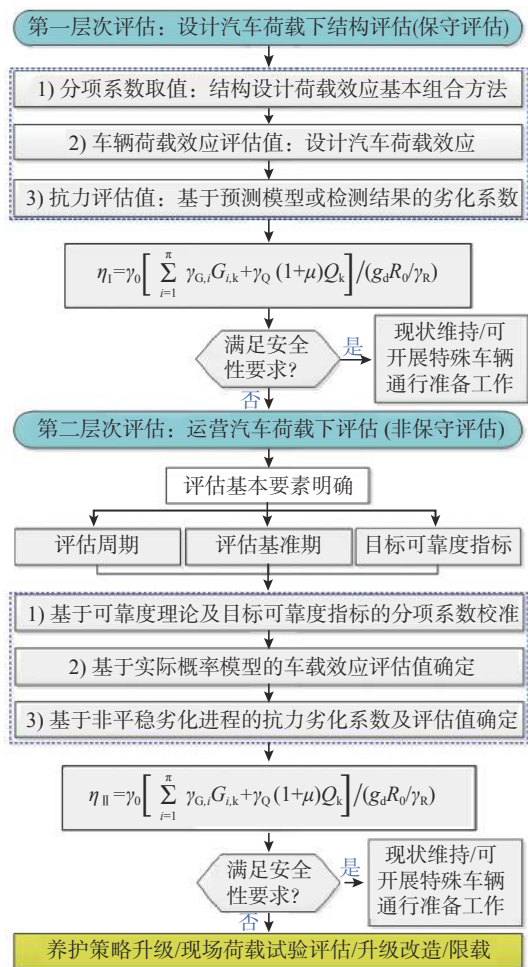 第一层次评估：设计汽车荷载下结构评估(保守评估)
1) 分项系数取值：结构设计荷载效应基本组合方法
2) 车辆荷载效应评估值：设计汽车荷载效应
3) 抗力评估值：基于预测模型或检测结果的劣化系数
η_I=γ_0[ ∑_{i=1}^{π} γ_{G,i}G_{i,k}+γ_Q (1+μ)Q_k]/(g_dR_0/γ_R)
满足安全
性要求？
是
现状维持/可
开展特殊车辆
通行准备工作
否
第二层次评估：运营汽车荷载下评估 (非保守评估)
评估基本要素明确
评估周期
评估基准期
目标可靠度指标
1) 基于可靠度理论及目标可靠度指标的分项系数校准
2) 基于实际概率模型的车载效应评估值确定
3) 基于非平稳劣化进程的抗力劣化系数及评估值确定
η_Ⅱ=γ_0[ ∑_{i=1}^{π} γ_{G,i}G_{i,k}+γ_Q (1+μ)Q_k]/(g_dR_0/γ_R)
满足安全
性要求？
是
现状维持/可
开展特殊车辆
通行准备工作
否
养护策略升级/现场荷载试验评估/升级改造/限载